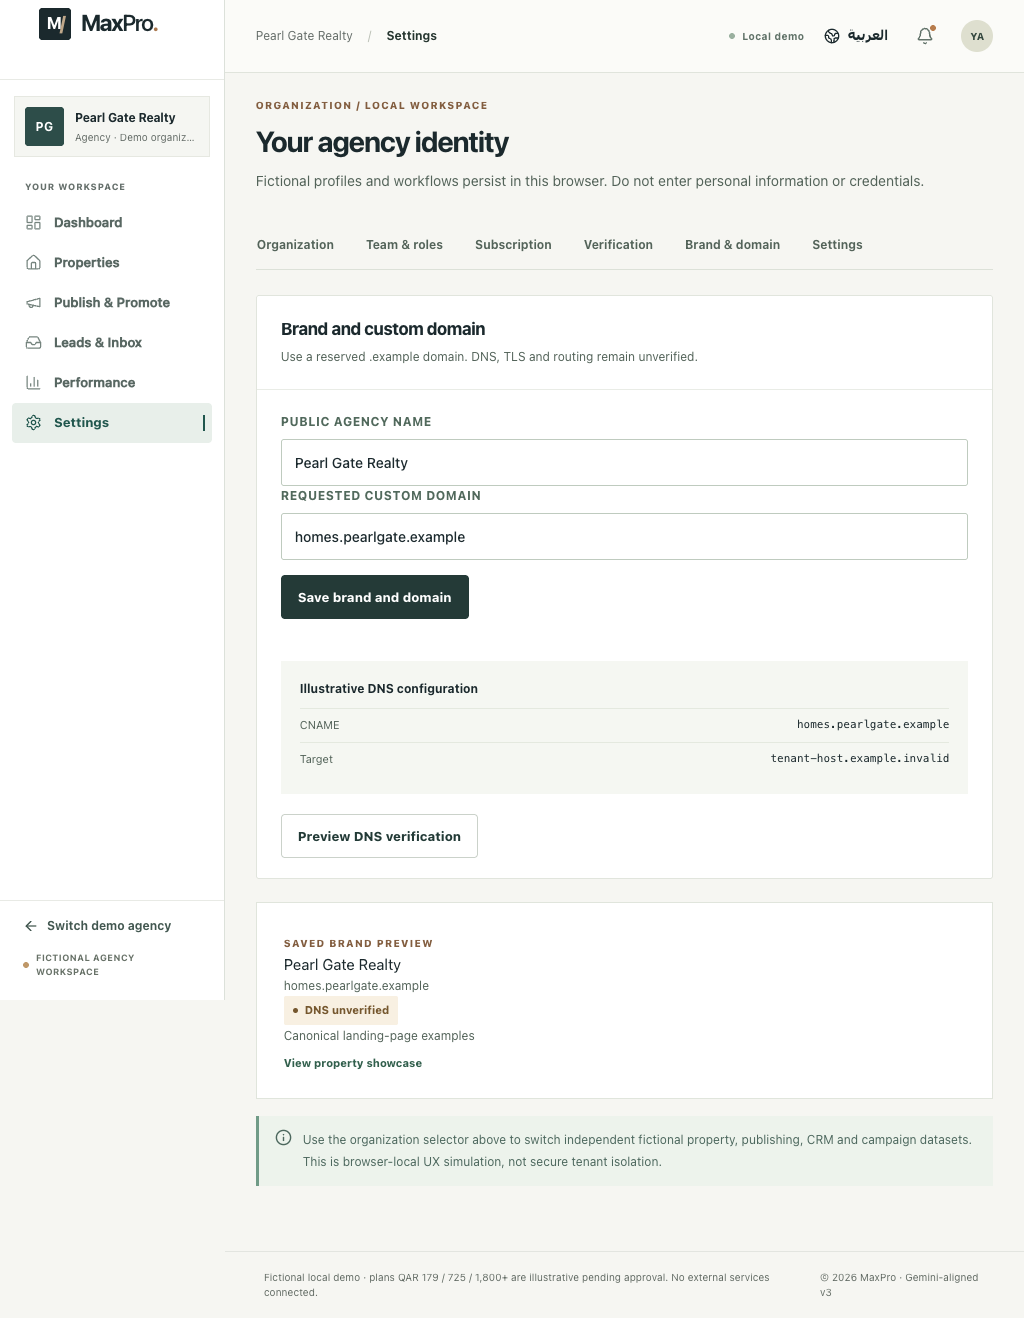 M/ MaxPro.
Pearl Gate Realty / Settings
Local demo
العربية
YA
PG
Pearl Gate Realty
Agency · Demo organiz...
YOUR WORKSPACE
Dashboard
Properties
Publish & Promote
Leads & Inbox
Performance
Settings
Switch demo agency
FICTIONAL AGENCY
WORKSPACE
ORGANIZATION / LOCAL WORKSPACE
Your agency identity
Fictional profiles and workflows persist in this browser. Do not enter personal information or credentials.
Organization Team & roles Subscription Verification Brand & domain Settings
Brand and custom domain
Use a reserved .example domain. DNS, TLS and routing remain unverified.
PUBLIC AGENCY NAME
Pearl Gate Realty
REQUESTED CUSTOM DOMAIN
homes.pearlgate.example
Save brand and domain
Illustrative DNS configuration
CNAME homes.pearlgate.example
Target tenant-host.example.invalid
Preview DNS verification
SAVED BRAND PREVIEW
Pearl Gate Realty
homes.pearlgate.example
DNS unverified
Canonical landing-page examples
View property showcase
Use the organization selector above to switch independent fictional property, publishing, CRM and campaign datasets.
This is browser-local UX simulation, not secure tenant isolation.
Fictional local demo · plans QAR 179 / 725 / 1,800+ are illustrative pending approval. No external services
connected.
© 2026 MaxPro · Gemini-aligned
v3